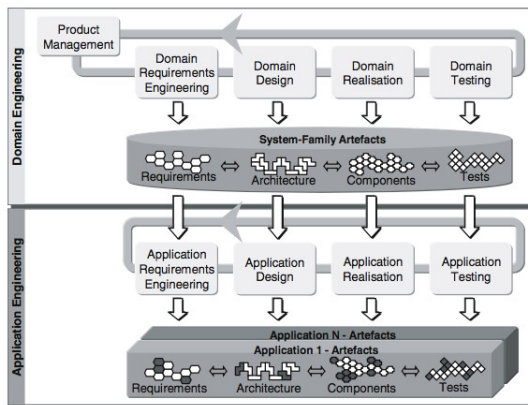 Domain Engineering
Product
Management
Domain
Requirements
Engineering
Domain
Design
Domain
Realisation
Domain
Testing
System-Family Artefacts
Requirements
Architecture
Components
Tests
Application Engineering
Application
Requirements
Engineering
Application
Design
Application
Realisation
Application
Testing
Application N - Artefacts
Application 1 - Artefacts
Requirements
Architecture
Components
Tests